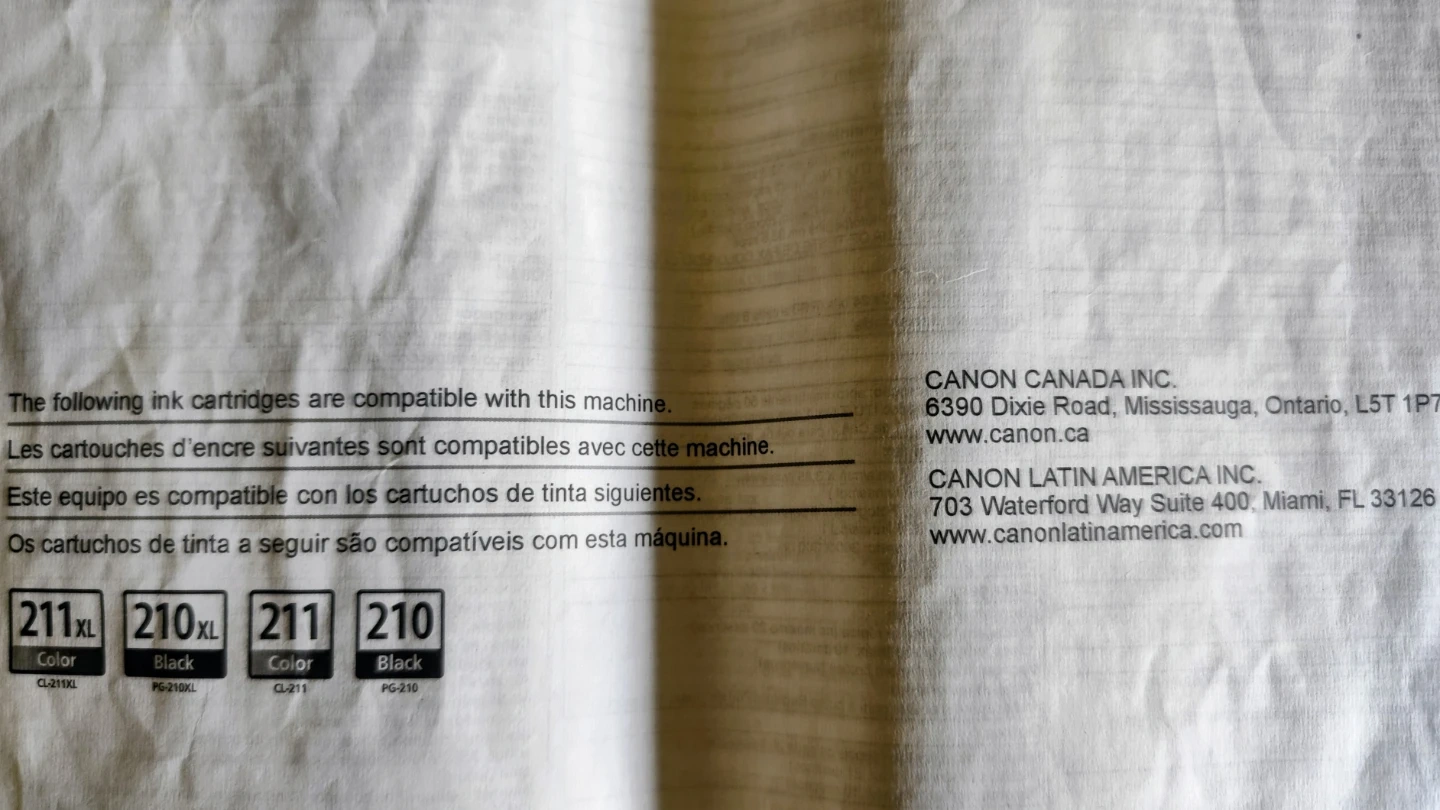 The following ink cartridges are compatible with this machine.
Les cartouches d'encre suivantes sont compatibles avec cette machine.
Este equipo es compatible con los cartuchos de tinta siguientes.
Os cartuchos de tinta a seguir são compatíveis com esta máquina.
211XL 210XL 211 210
Color Black Color Black
CL-211XL PG-210XL CL-211 PG-210
CANON CANADA INC.
6390 Dixie Road, Mississauga, Ontario, L5T 1P7
www.canon.ca
CANON LATIN AMERICA INC.
703 Waterford Way Suite 400, Miami, FL 33126
www.canonlatinamerica.com